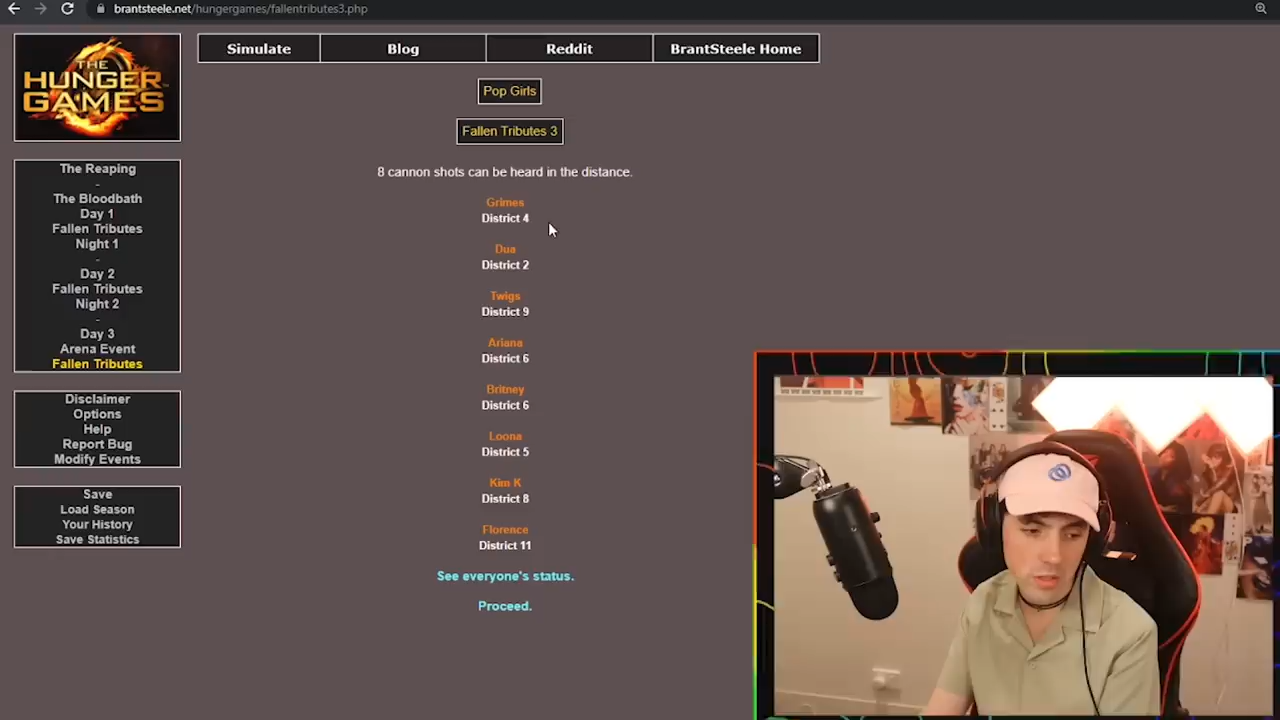 brantsteele.net/hungergames/fallentributes3.php
THE
HUNGER
GAMES
Simulate
Blog
Reddit
BrantSteele Home
Pop Girls
Fallen Tributes 3
8 cannon shots can be heard in the distance.
Grimes
District 4
Dua
District 2
Twigs
District 9
Ariana
District 6
Britney
District 6
Loona
District 5
Kim K
District 8
Florence
District 11
See everyone's status.
Proceed.
The Reaping
-
The Bloodbath
Day 1
Fallen Tributes
Night 1
-
Day 2
Fallen Tributes
Night 2
-
Day 3
Arena Event
Fallen Tributes
Disclaimer
Options
Help
Report Bug
Modify Events
Save
Load Season
Your History
Save Statistics